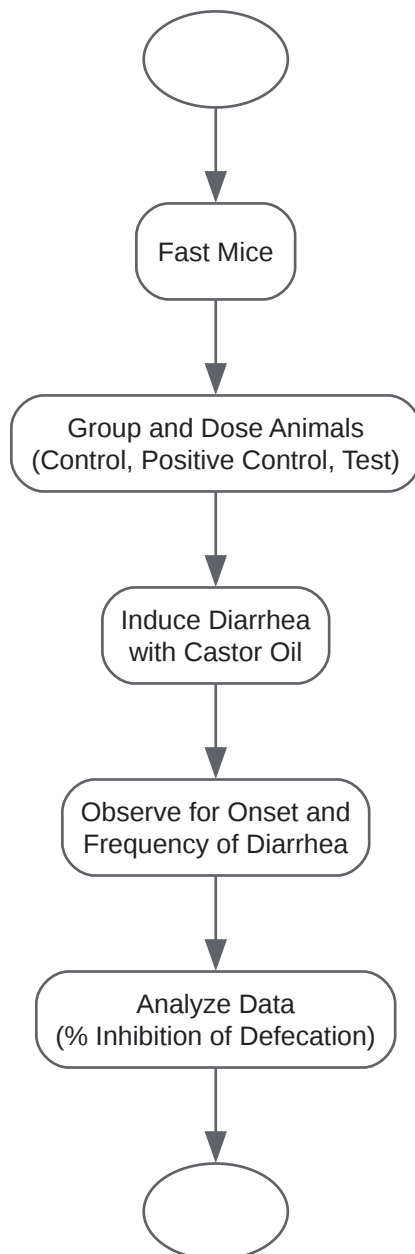 Fast Mice
Group and Dose Animals
(Control, Positive Control, Test)
Induce Diarrhea
with Castor Oil
Observe for Onset and
Frequency of Diarrhea
Analyze Data
(% Inhibition of Defecation)